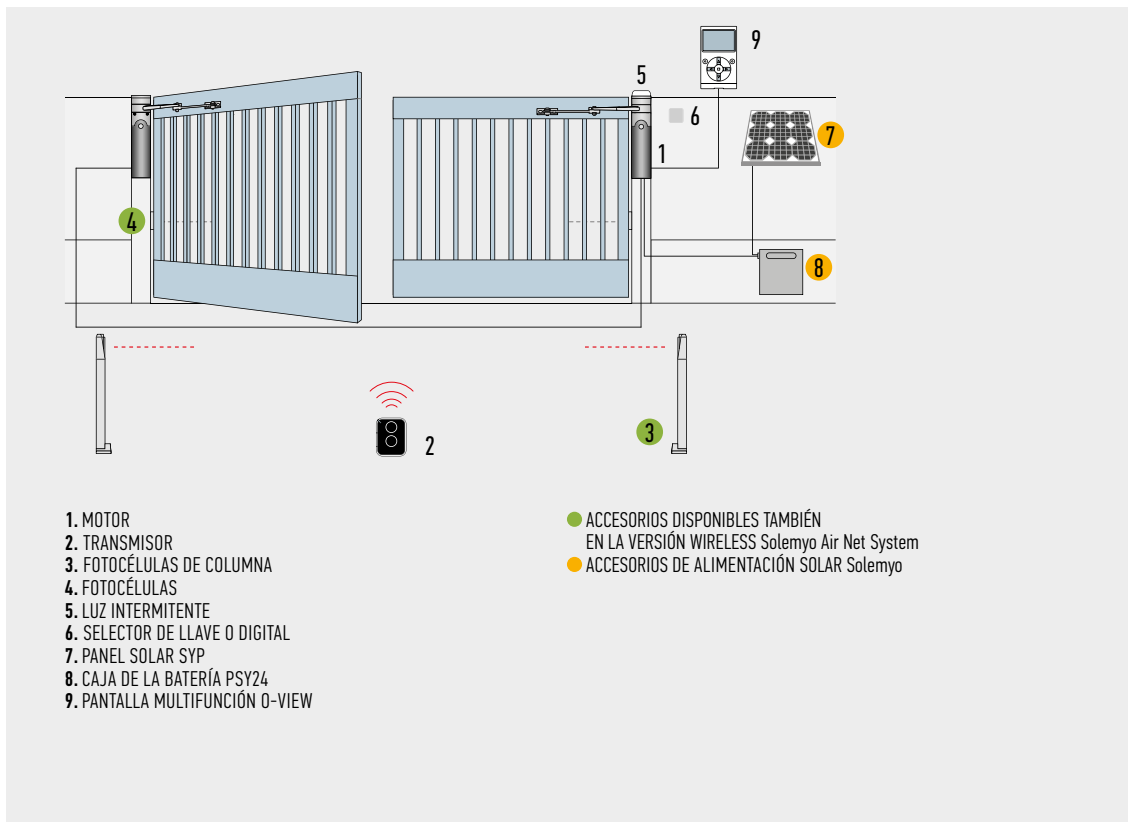 9
5
6
7
1
4
8
3
2
1. MOTOR
2. TRANSMISOR
3. FOTOCÉLULAS DE COLUMNA
4. FOTOCÉLULAS
5. LUZ INTERMITENTE
6. SELECTOR DE LLAVE O DIGITAL
7. PANEL SOLAR SYP
8. CAJA DE LA BATERÍA PSY24
9. PANTALLA MULTIFUNCIÓN O-VIEW
ACCESORIOS DISPONIBLES TAMBIÉN
EN LA VERSIÓN WIRELESS Solemyo Air Net System
ACCESORIOS DE ALIMENTACIÓN SOLAR Solemyo